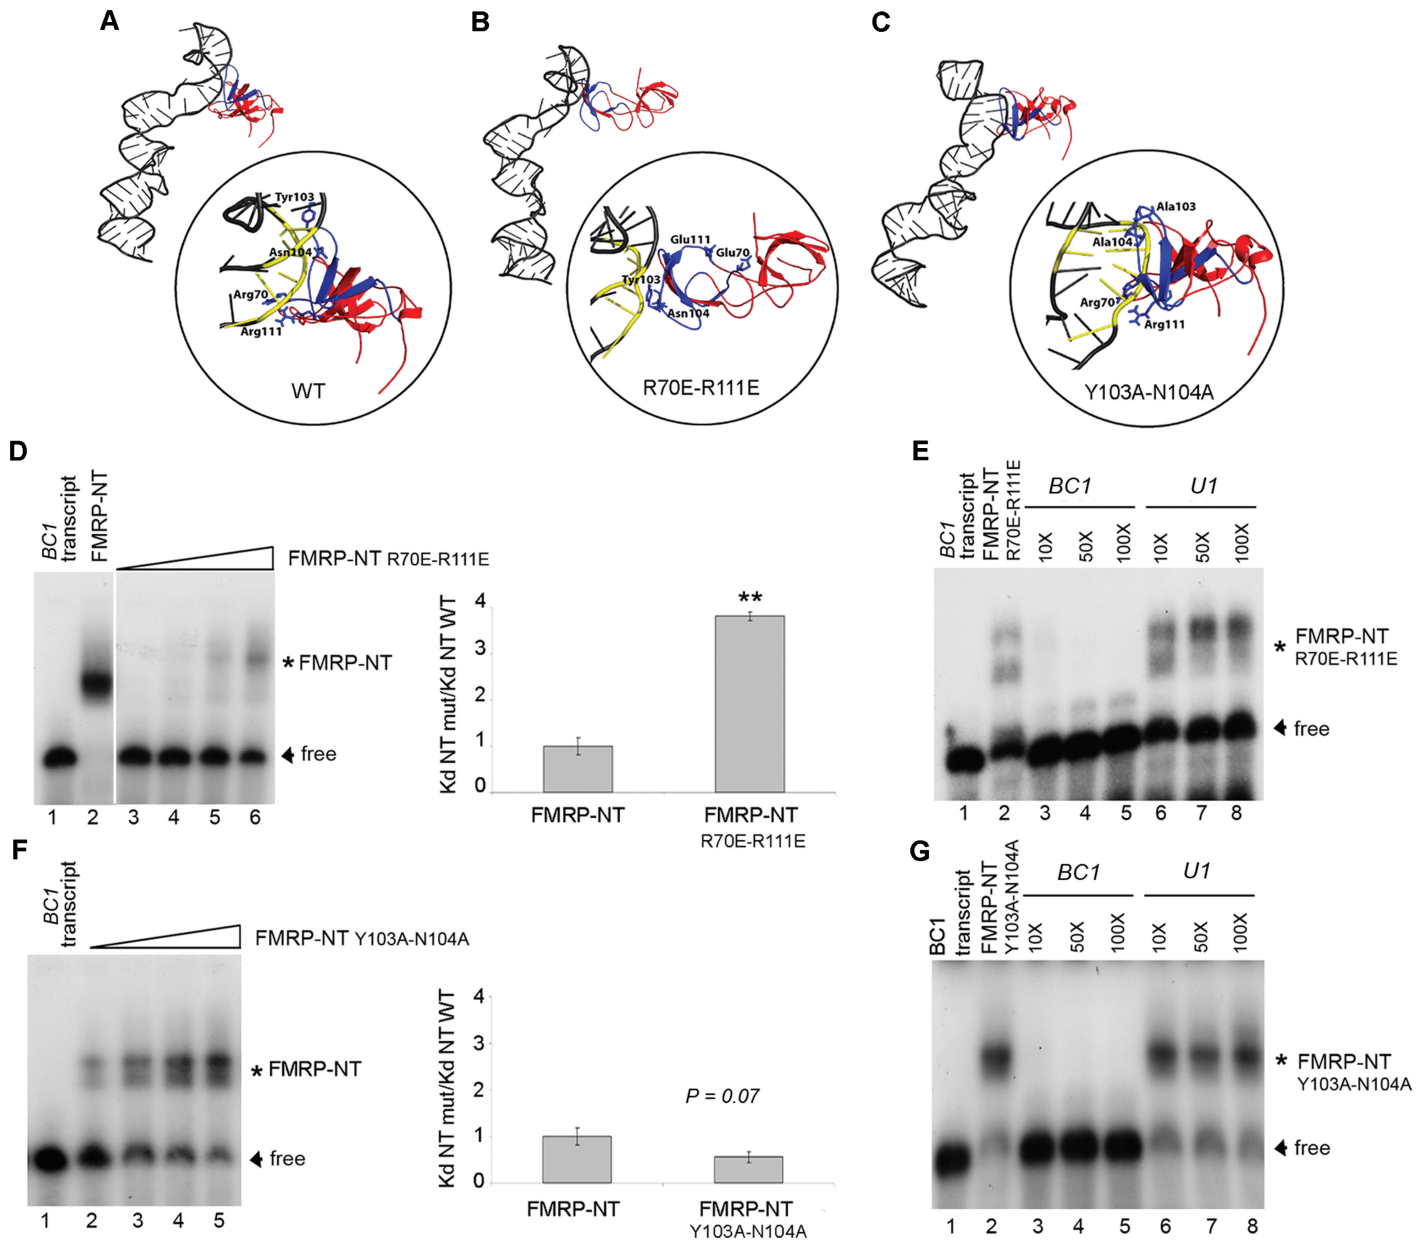 A
B
C
Tyr103
Asn104
Arg70
Arg111
WT
Glu111
Glu70
Tyr103
Asn104
R70E-R111E
Ala103
Ala104
Arg70
Arg111
Y103A-N104A
D
BC1
transcript
FMRP-NT
FMRP-NT R70E-R111E
* FMRP-NT
free
1 2 3 4 5 6
Kd NT mut/Kd NT WT
4
3
2
1
0
**
FMRP-NT
FMRP-NT
R70E-R111E
E
BC1
transcript
FMRP-NT
R70E-R111E
BC1
U1
10X 50X 100X 10X 50X 100X
* FMRP-NT
R70E-R111E
free
1 2 3 4 5 6 7 8
F
BC1
transcript
FMRP-NT Y103A-N104A
* FMRP-NT
free
1 2 3 4 5
Kd NT mut/Kd NT WT
4
3
2
1
0
P = 0.07
FMRP-NT
FMRP-NT
Y103A-N104A
G
BC1
transcript
FMRP-NT
Y103A-N104A
BC1
U1
10X 50X 100X 10X 50X 100X
* FMRP-NT
Y103A-N104A
free
1 2 3 4 5 6 7 8